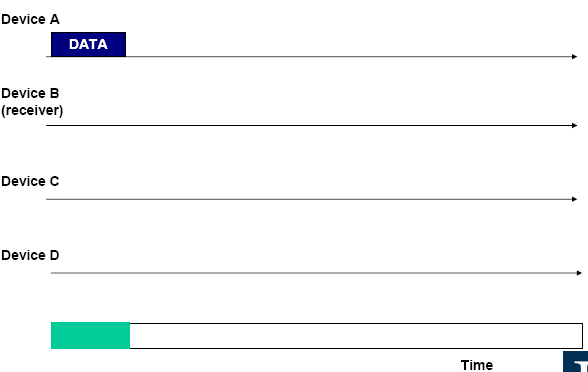 Device A
DATA
Device B
(receiver)
Device C
Device D
Time